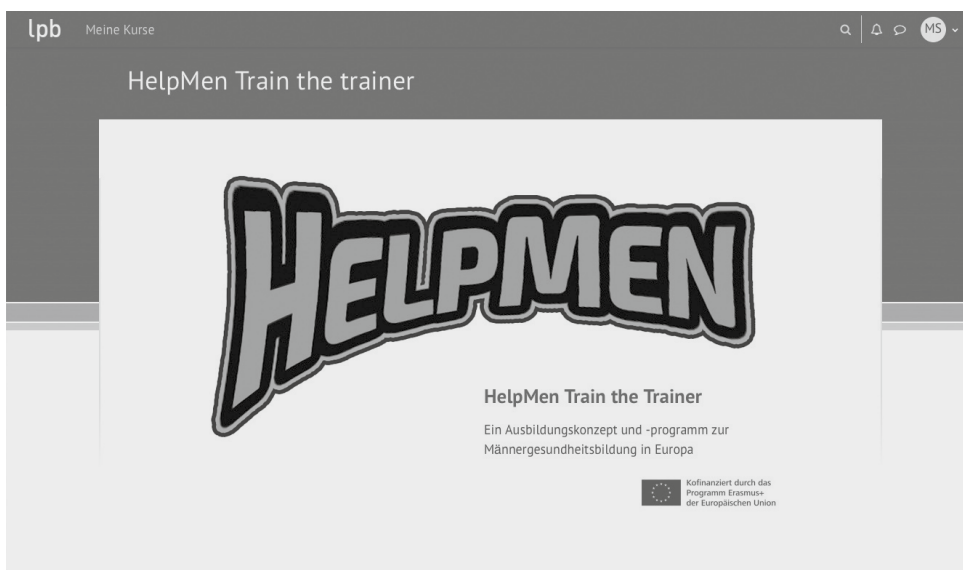 lpb Meine Kurse MS
HelpMen Train the trainer
HELPMEN
HelpMen Train the Trainer
Ein Ausbildungskonzept und -programm zur
Männergesundheitsbildung in Europa
Kofinanziert durch das
Programm Erasmus+
der Europäischen Union